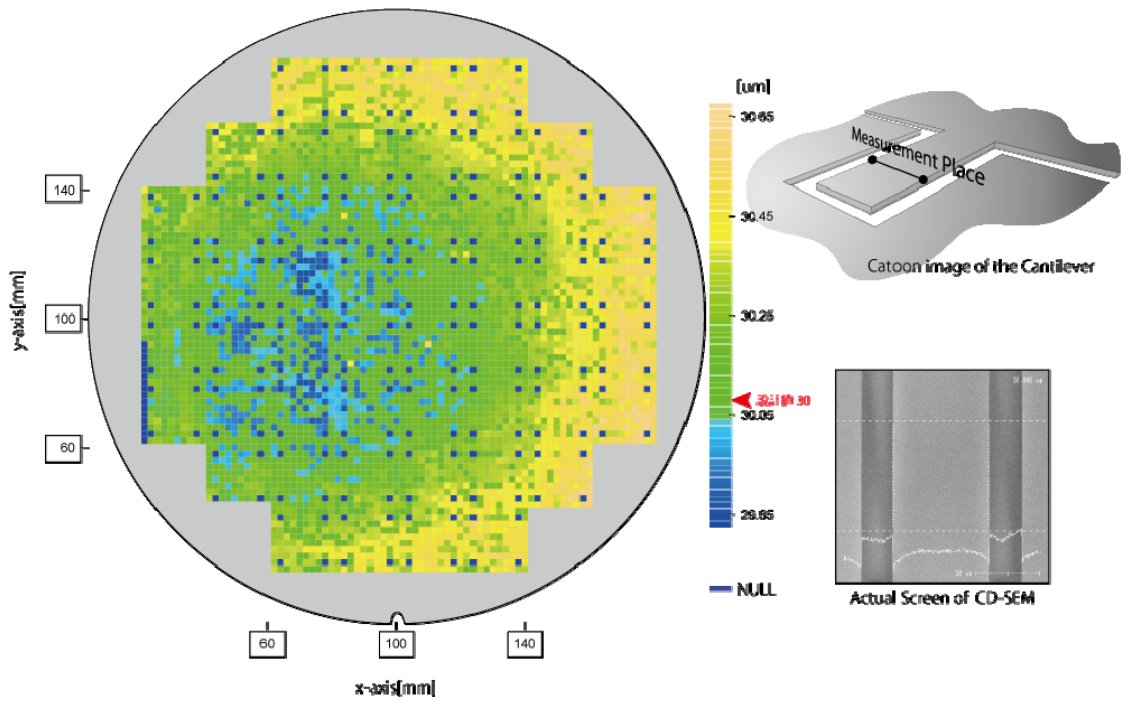 [um]
30.65
Measurement Place
140
30.45
Catoon image of the Cantilever
30.25
y-axis[mm]
100
30
30.05
60
29.85
NULL
Actual Screen of CD-SEM
60
100
140
x-axis[mm]